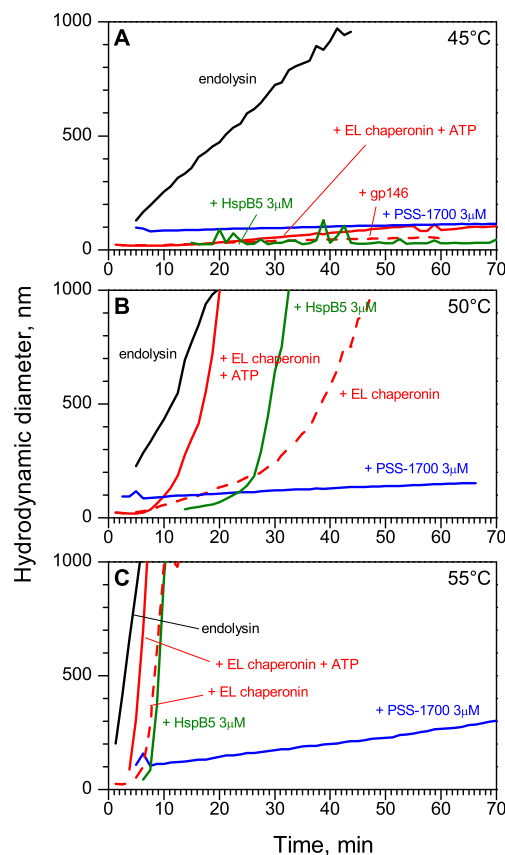 A
45°C
1000
endolysin
500
+ EL chaperonin + ATP
+ gp146
+ HspB5 3μM
+ PSS-1700 3μM
0
0 10 20 30 40 50 60 70
B
50°C
1000
+ HspB5 3μM
endolysin
+ EL chaperonin
+ ATP
+ EL chaperonin
500
+ PSS-1700 3μM
0
0 10 20 30 40 50 60 70
C
55°C
1000
endolysin
+ EL chaperonin + ATP
+ EL chaperonin
500
+ PSS-1700 3μM
+ HspB5 3μM
0
0 10 20 30 40 50 60 70
Hydrodynamic diameter, nm
Time, min